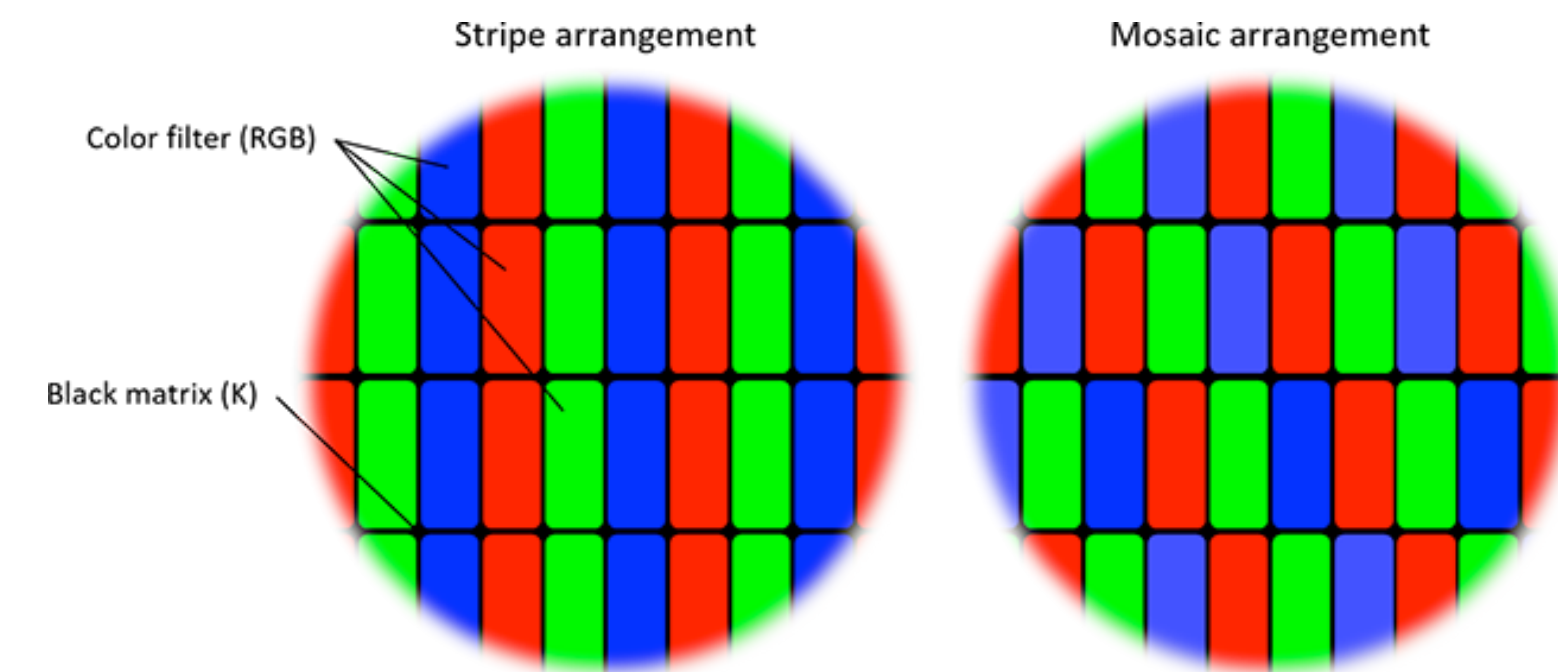 Stripe arrangement
Mosaic arrangement
Color filter (RGB)
Black matrix (K)